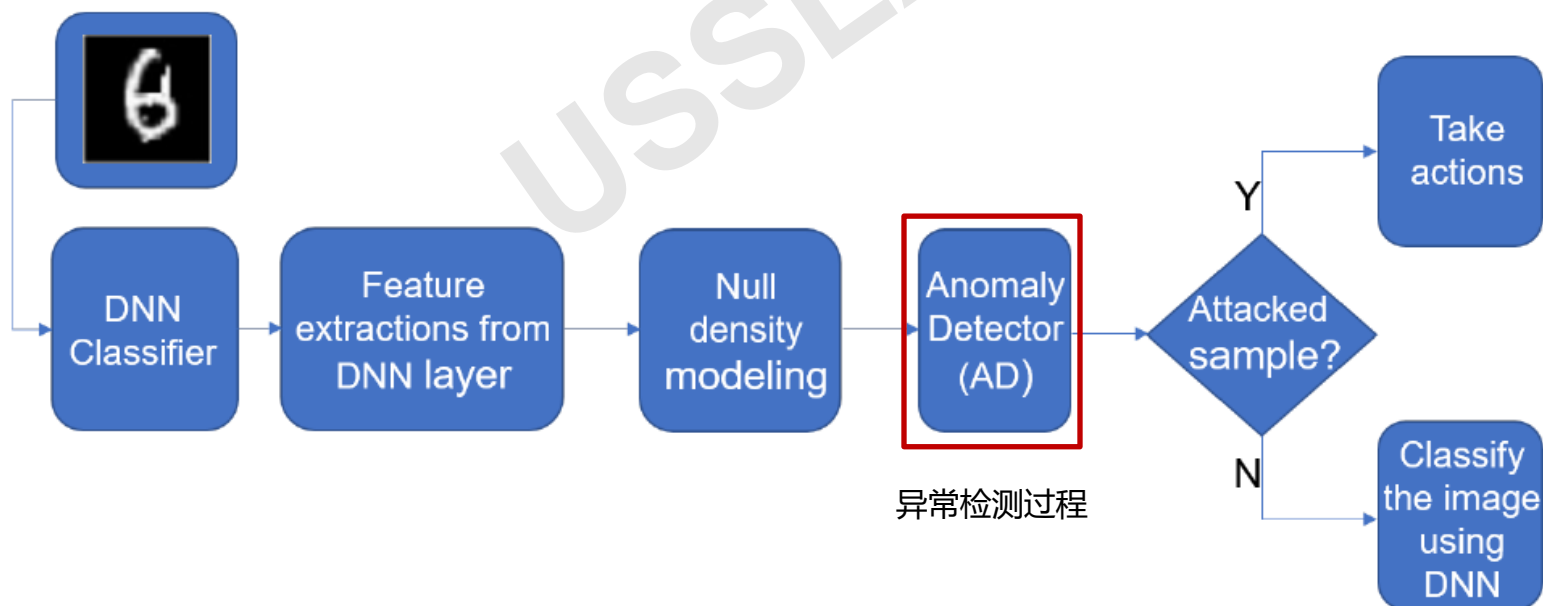 USSL
DNN
Classifier
Feature
extractions from
DNN layer
Null
density
modeling
Anomaly
Detector
(AD)
异常检测过程
Attacked
sample?
Y
Take
actions
N
Classify
the image
using
DNN